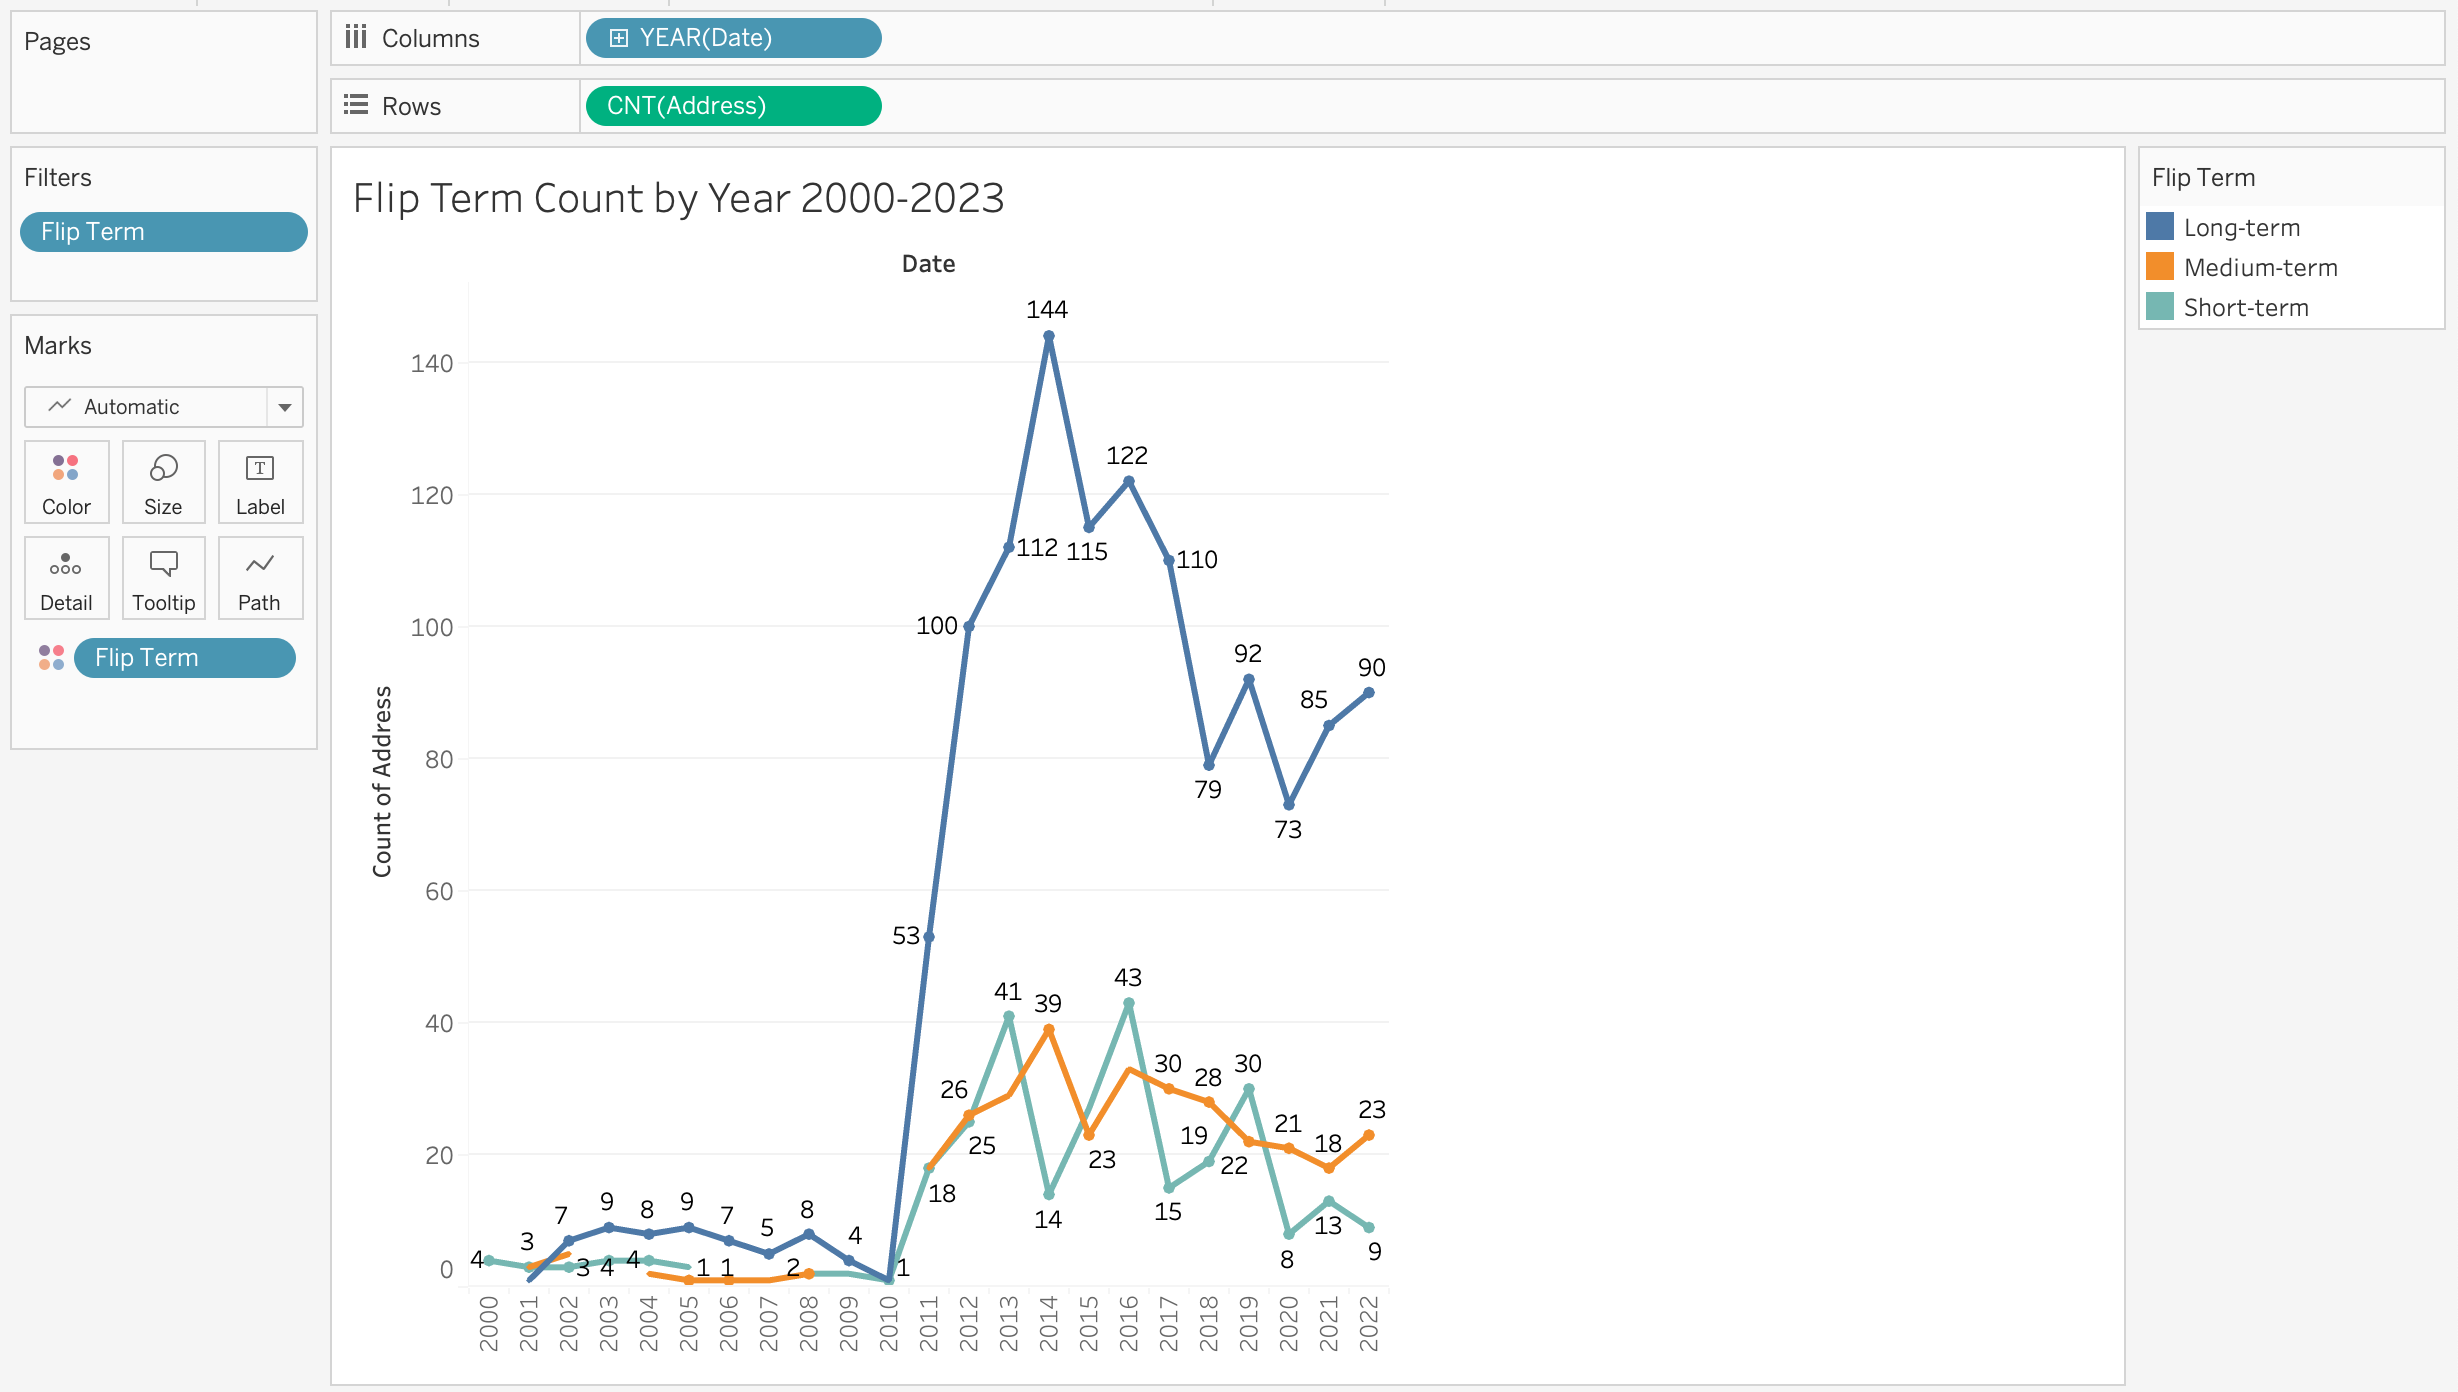 Pages
Columns
YEAR(Date)
Rows
CNT(Address)
Filters
Flip Term
Marks
Automatic
Color Size Label
Detail Tooltip Path
Flip Term
Flip Term Count by Year 2000-2023
Date
Count of Address
140
120
100
80
60
40
20
0
144
122
112 115 110
100
92
90
85
79
73
53
43
41 39
30 28 30
26
23
21
18
19
25
23 22
18
14 15
13
9
8
9 8 9 8
7 7
5
4
3
4 3 4 4 1 1 2 1
2000 2001 2002 2003 2004 2005 2006 2007 2008 2009 2010 2011 2012 2013 2014 2015 2016 2017 2018 2019 2020 2021 2022
Flip Term
Long-term
Medium-term
Short-term